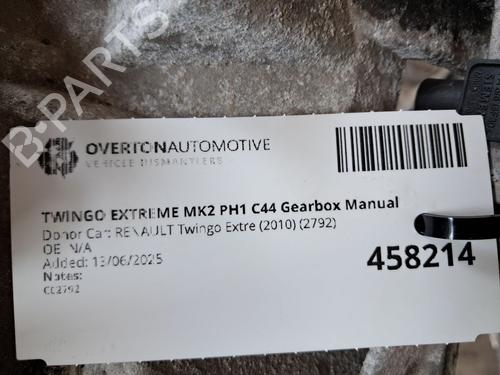 OVERTONAUTOMOTIVE
VEHICLE DISMANTLERS
TWINGO EXTREME MK2 PH1 C44 Gearbox Manual
Donor Car: RENAULT Twingo Extre (2010) (2792)
OE: N/A
Added: 13/06/2025
Notes:
CC2792
458214
B-PARTS